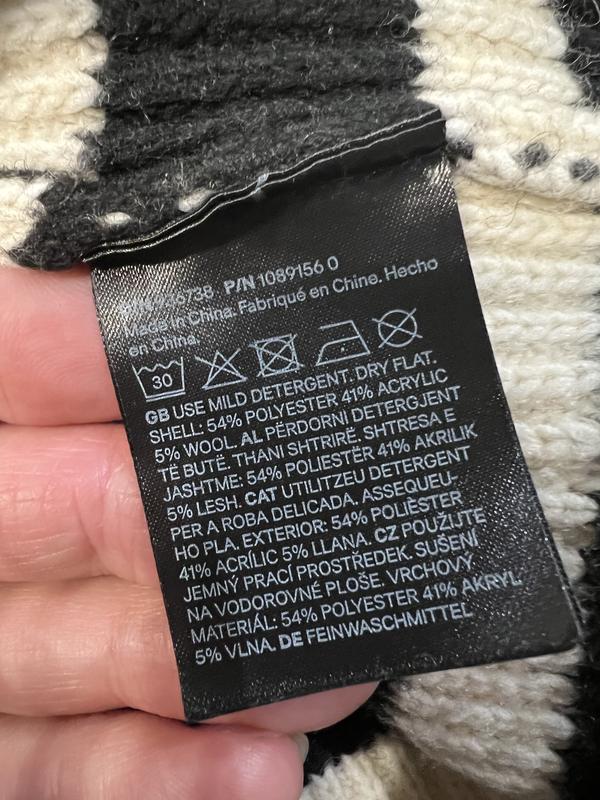 P/N 1089156 0
Made in China. Fabriqué en Chine. Hecho
en China.
30
GB USE MILD DETERGENT. DRY FLAT.
SHELL: 54% POLYESTER 41% ACRYLIC
5% WOOL. AL PËRDORNI DETERGJENT
TË BUTË. THANI SHTRIRË. SHTRESA E
JASHTME: 54% POLIESTËR 41% AKRILIK
5% LESH. CAT UTILITZEU DETERGENT
PER A ROBA DELICADA. ASSEQUEU-
HO PLA. EXTERIOR: 54% POLIÈSTER
41% ACRÍLIC 5% LLANA. CZ POUŽIJTE
JEMNÝ PRACÍ PROSTŘEDEK. SUŠENÍ
NA VODOROVNÉ PLOŠE. VRCHOVÝ
MATERIÁL: 54% POLYESTER 41% AKRYL
5% VLNA. DE FEINWASCHMITTEL